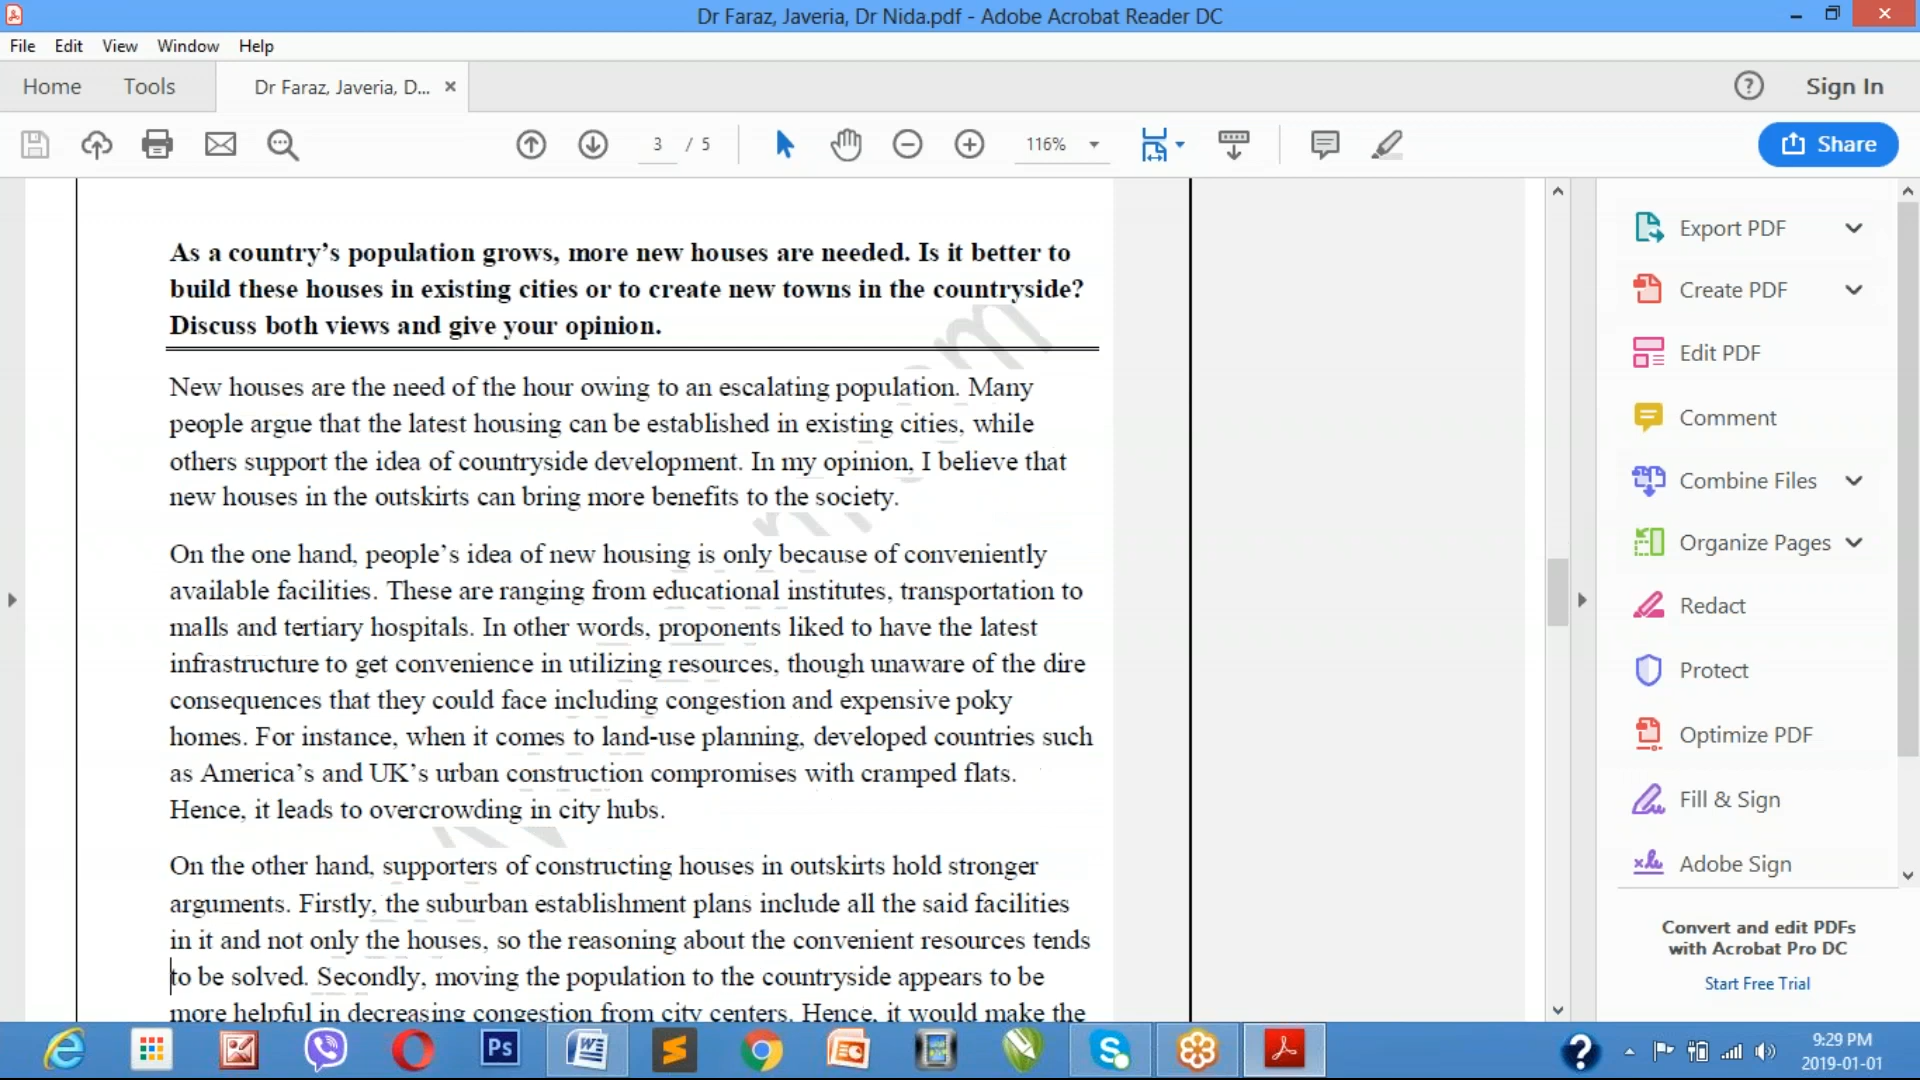 Dr Faraz, Javeria, Dr Nida.pdf - Adobe Acrobat Reader DC
File Edit View Window Help
Home Tools Dr Faraz, Javeria, D... Sign In
3 / 5 116% Share
As a country’s population grows, more new houses are needed. Is it better to
build these houses in existing cities or to create new towns in the countryside?
Discuss both views and give your opinion.
New houses are the need of the hour owing to an escalating population. Many
people argue that the latest housing can be established in existing cities, while
others support the idea of countryside development. In my opinion, I believe that
new houses in the outskirts can bring more benefits to the society.
On the one hand, people’s idea of new housing is only because of conveniently
available facilities. These are ranging from educational institutes, transportation to
malls and tertiary hospitals. In other words, proponents liked to have the latest
infrastructure to get convenience in utilizing resources, though unaware of the dire
consequences that they could face including congestion and expensive poky
homes. For instance, when it comes to land-use planning, developed countries such
as America’s and UK’s urban construction compromises with cramped flats.
Hence, it leads to overcrowding in city hubs.
On the other hand, supporters of constructing houses in outskirts hold stronger
arguments. Firstly, the suburban establishment plans include all the said facilities
in it and not only the houses, so the reasoning about the convenient resources tends
to be solved. Secondly, moving the population to the countryside appears to be
more helpful in decreasing congestion from city centers. Hence, it would make the
Export PDF
Create PDF
Edit PDF
Comment
Combine Files
Organize Pages
Redact
Protect
Optimize PDF
Fill & Sign
Adobe Sign
Convert and edit PDFs
with Acrobat Pro DC
Start Free Trial
Ps
9:29 PM
2019-01-01